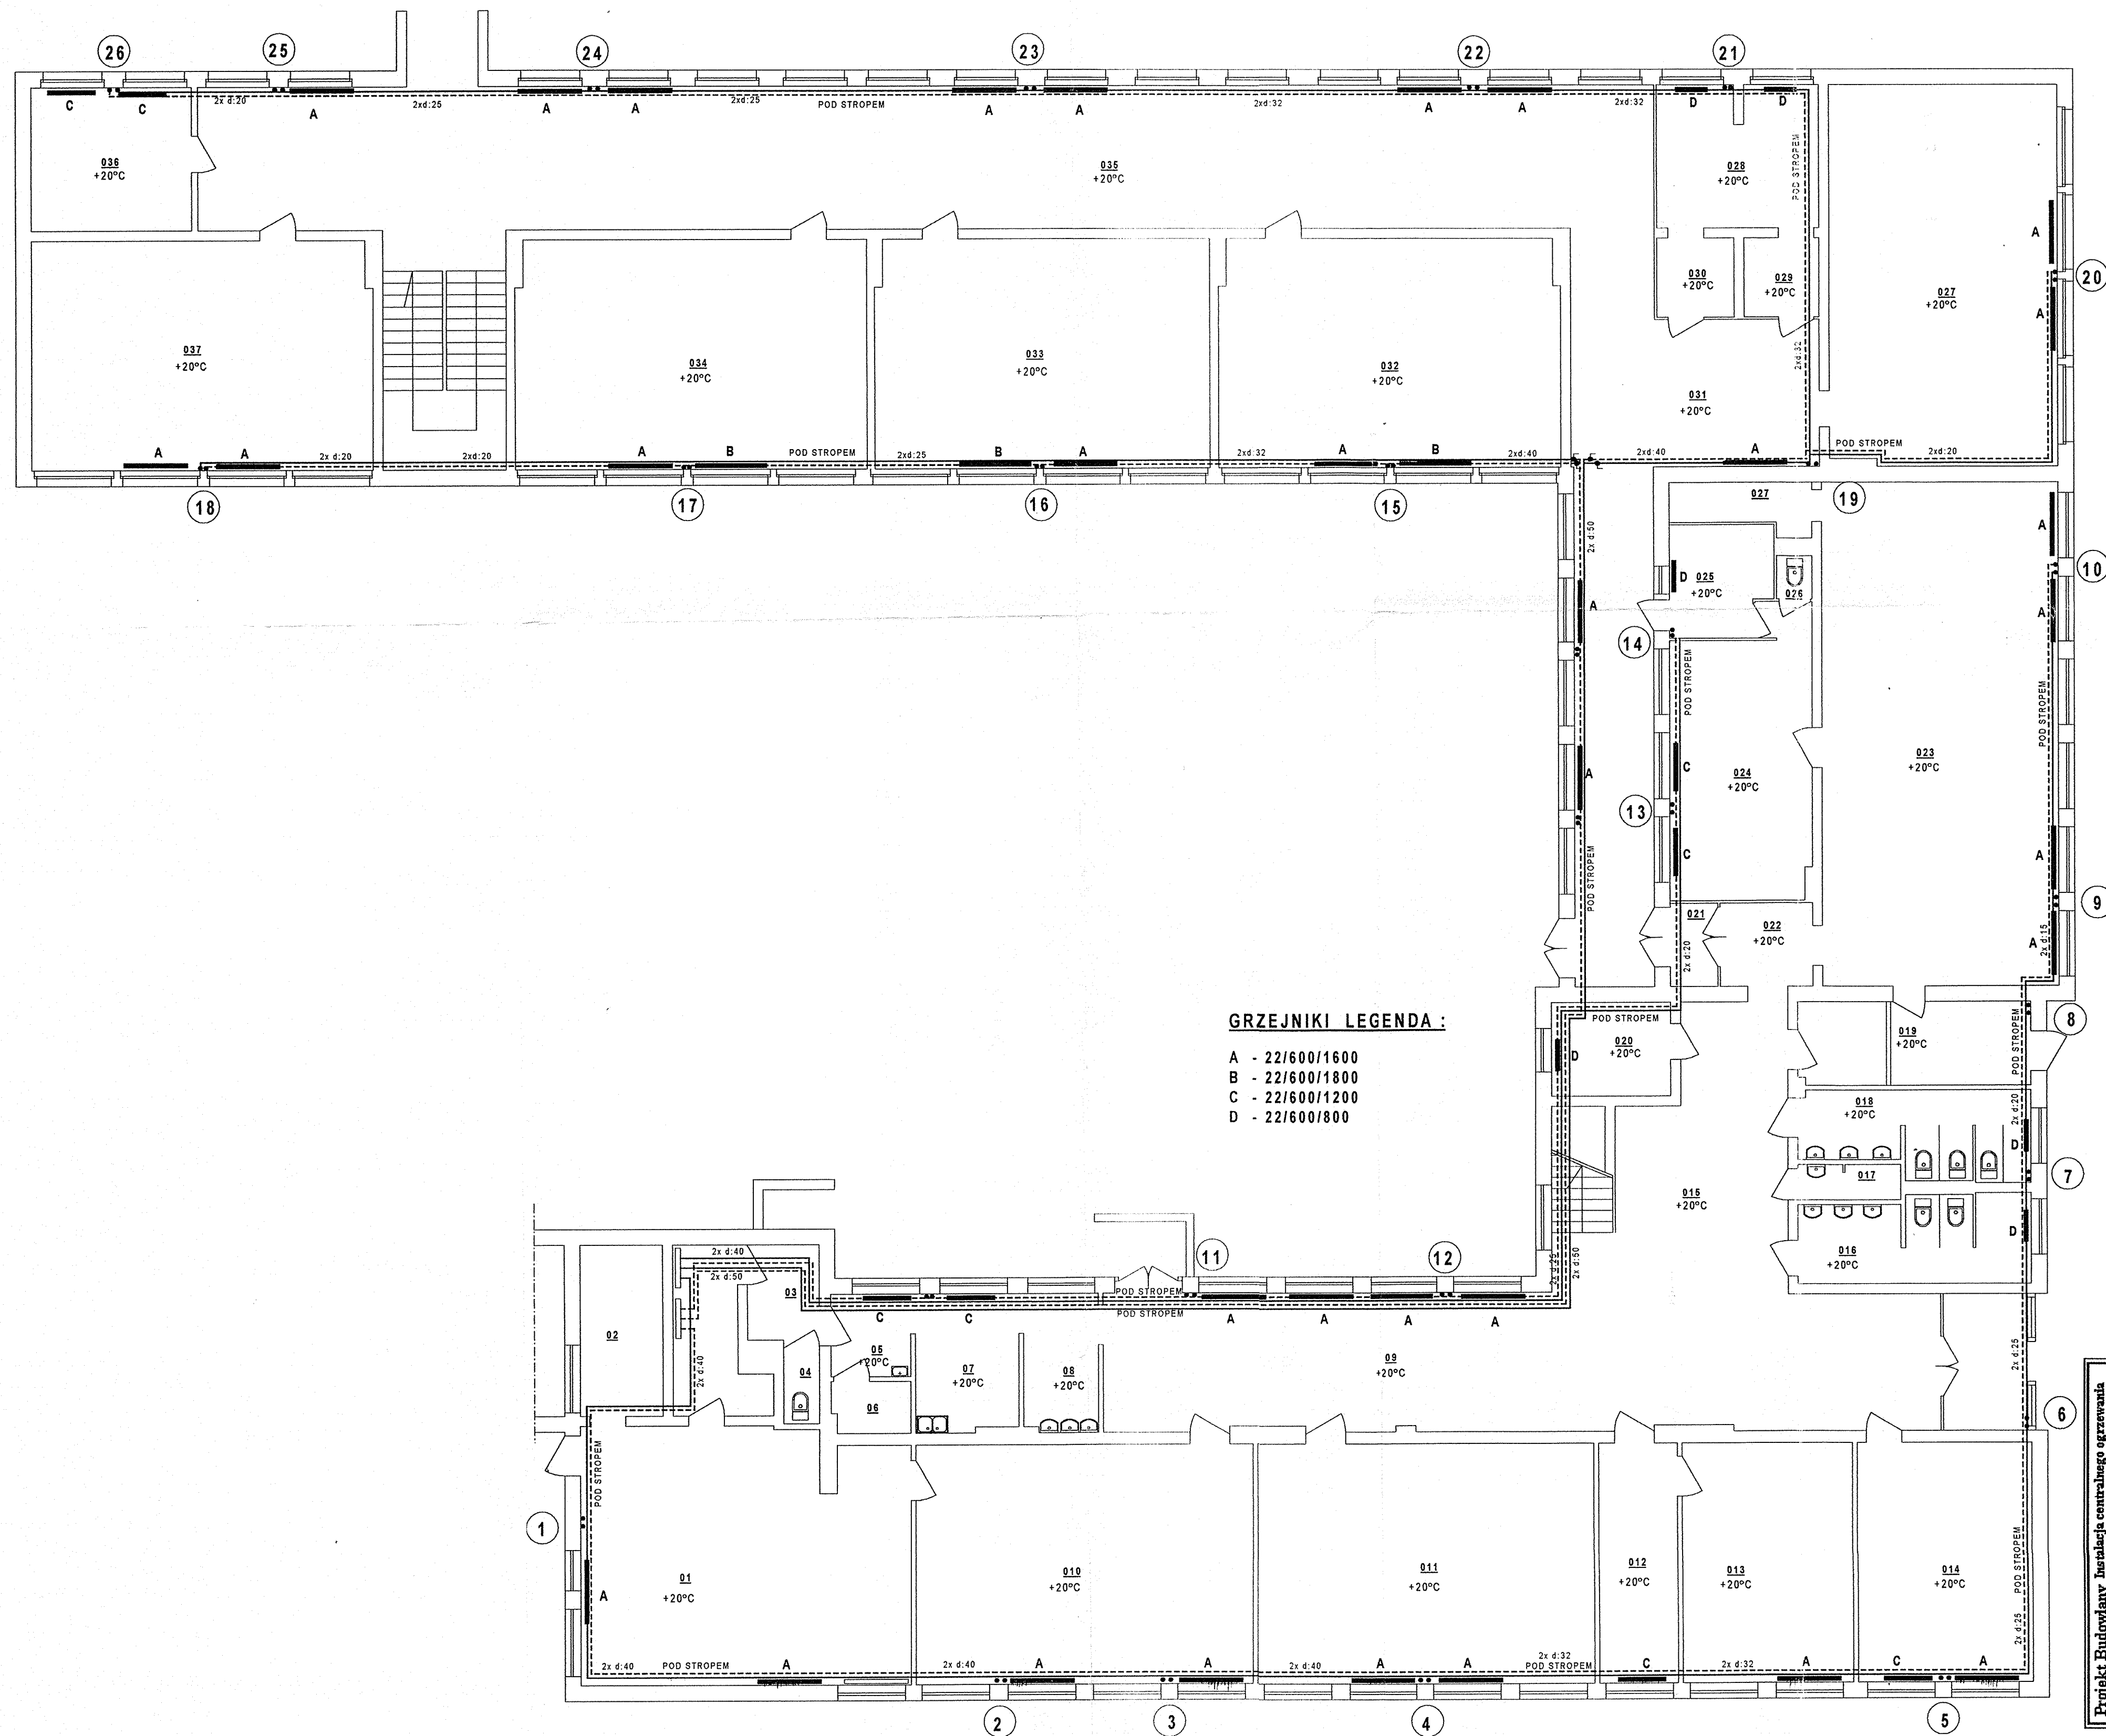 26
25
24
23
22
21
C
C
2x d:20
A
2xd:25
A
A
2xd:25
POD STROPEM
A
A
2xd:32
A
A
2xd:32
D
D
036
+20°C
035
+20°C
028
+20°C
POD STROPEM
A
20
030
+20°C
029
+20°C
027
+20°C
A
037
+20°C
034
+20°C
033
+20°C
032
+20°C
2xd:32
031
+20°C
A
A
2x d:20
2xd:20
A
B
POD STROPEM
2xd:25
B
A
2xd:32
A
B
2xd:40
2xd:40
A
POD STROPEM
2xd:20
18
17
16
15
027
19
2x d:50
A
10
D
025
+20°C
026
A
A
14
POD STROPEM
POD STROPEM
C
024
+20°C
023
+20°C
A
13
C
POD STROPEM
A
9
021
022
+20°C
2x d:20
A
2x d:15
GRZEJNIKI LEGENDA :
A - 22/600/1600
B - 22/600/1800
C - 22/600/1200
D - 22/600/800
POD STROPEM
020
+20°C
D
019
+20°C
POD STROPEM
8
018
+20°C
2x d:20
D
017
7
015
+20°C
016
+20°C
D
2x d:40
2x d:50
03
11
12
2x d:25
2x d:50
POD STROPEM
POD STROPEM
C
C
A
A
A
A
02
2x d:40
04
05
+20°C
06
07
+20°C
08
+20°C
09
+20°C
2x d:25
6
POD STROPEM
1
A
01
+20°C
010
+20°C
011
+20°C
012
+20°C
013
+20°C
014
+20°C
POD STROPEM
2x d:25
2x d:40
POD STROPEM
A
2x d:40
A
A
2x d:40
A
A
2x d:32
POD STROPEM
C
2x d:32
A
C
A
2
3
4
5
Projekt Budowlany Instalacja centralnego ogrzewania